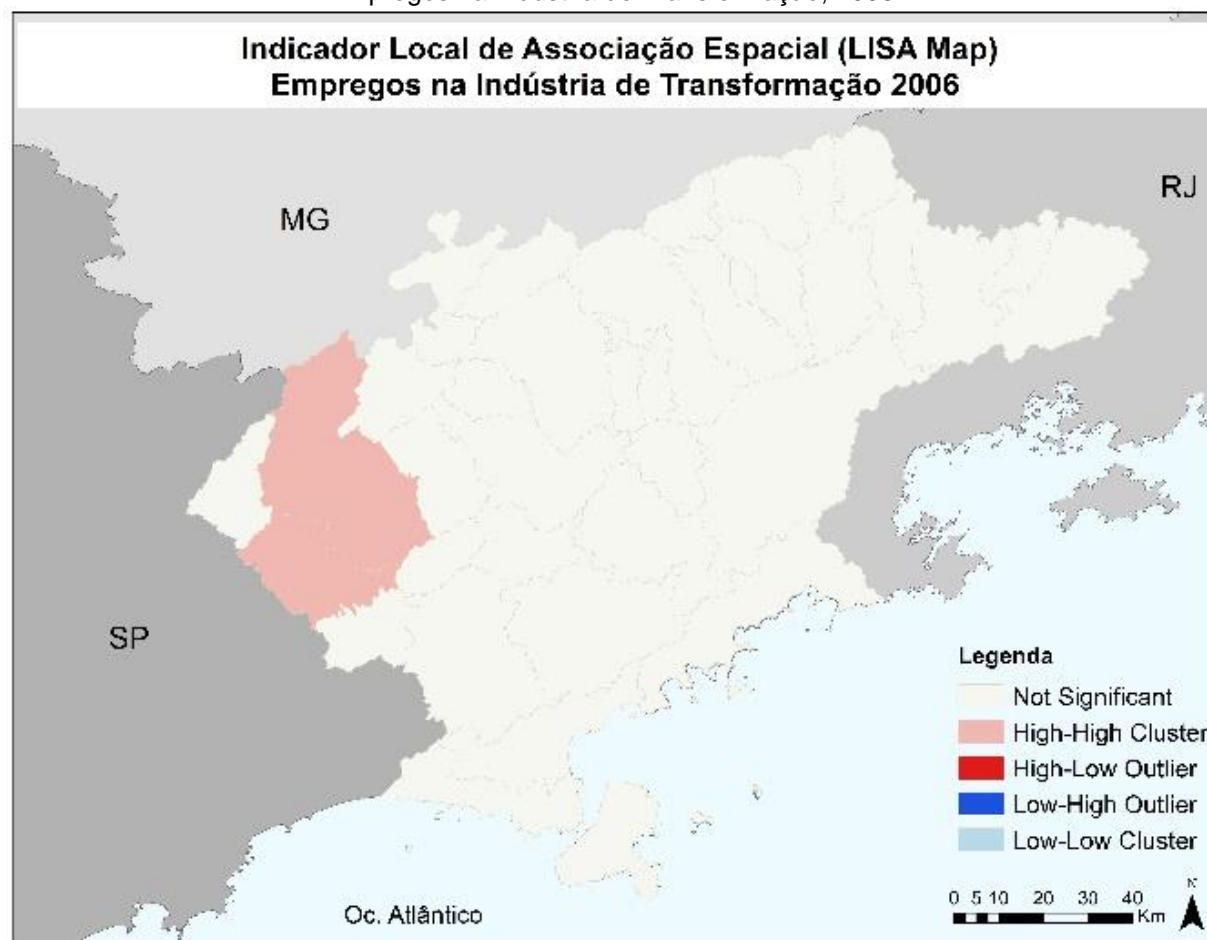 Indicador Local de Associação Espacial (LISA Map)
Empregos na Indústria de Transformação 2006
RJ
MG
SP
Legenda
Not Significant
High-High Cluster
High-Low Outlier
Low-High Outlier
Low-Low Cluster
0 5 10 20 30 40
Km
N
Oc. Atlântico